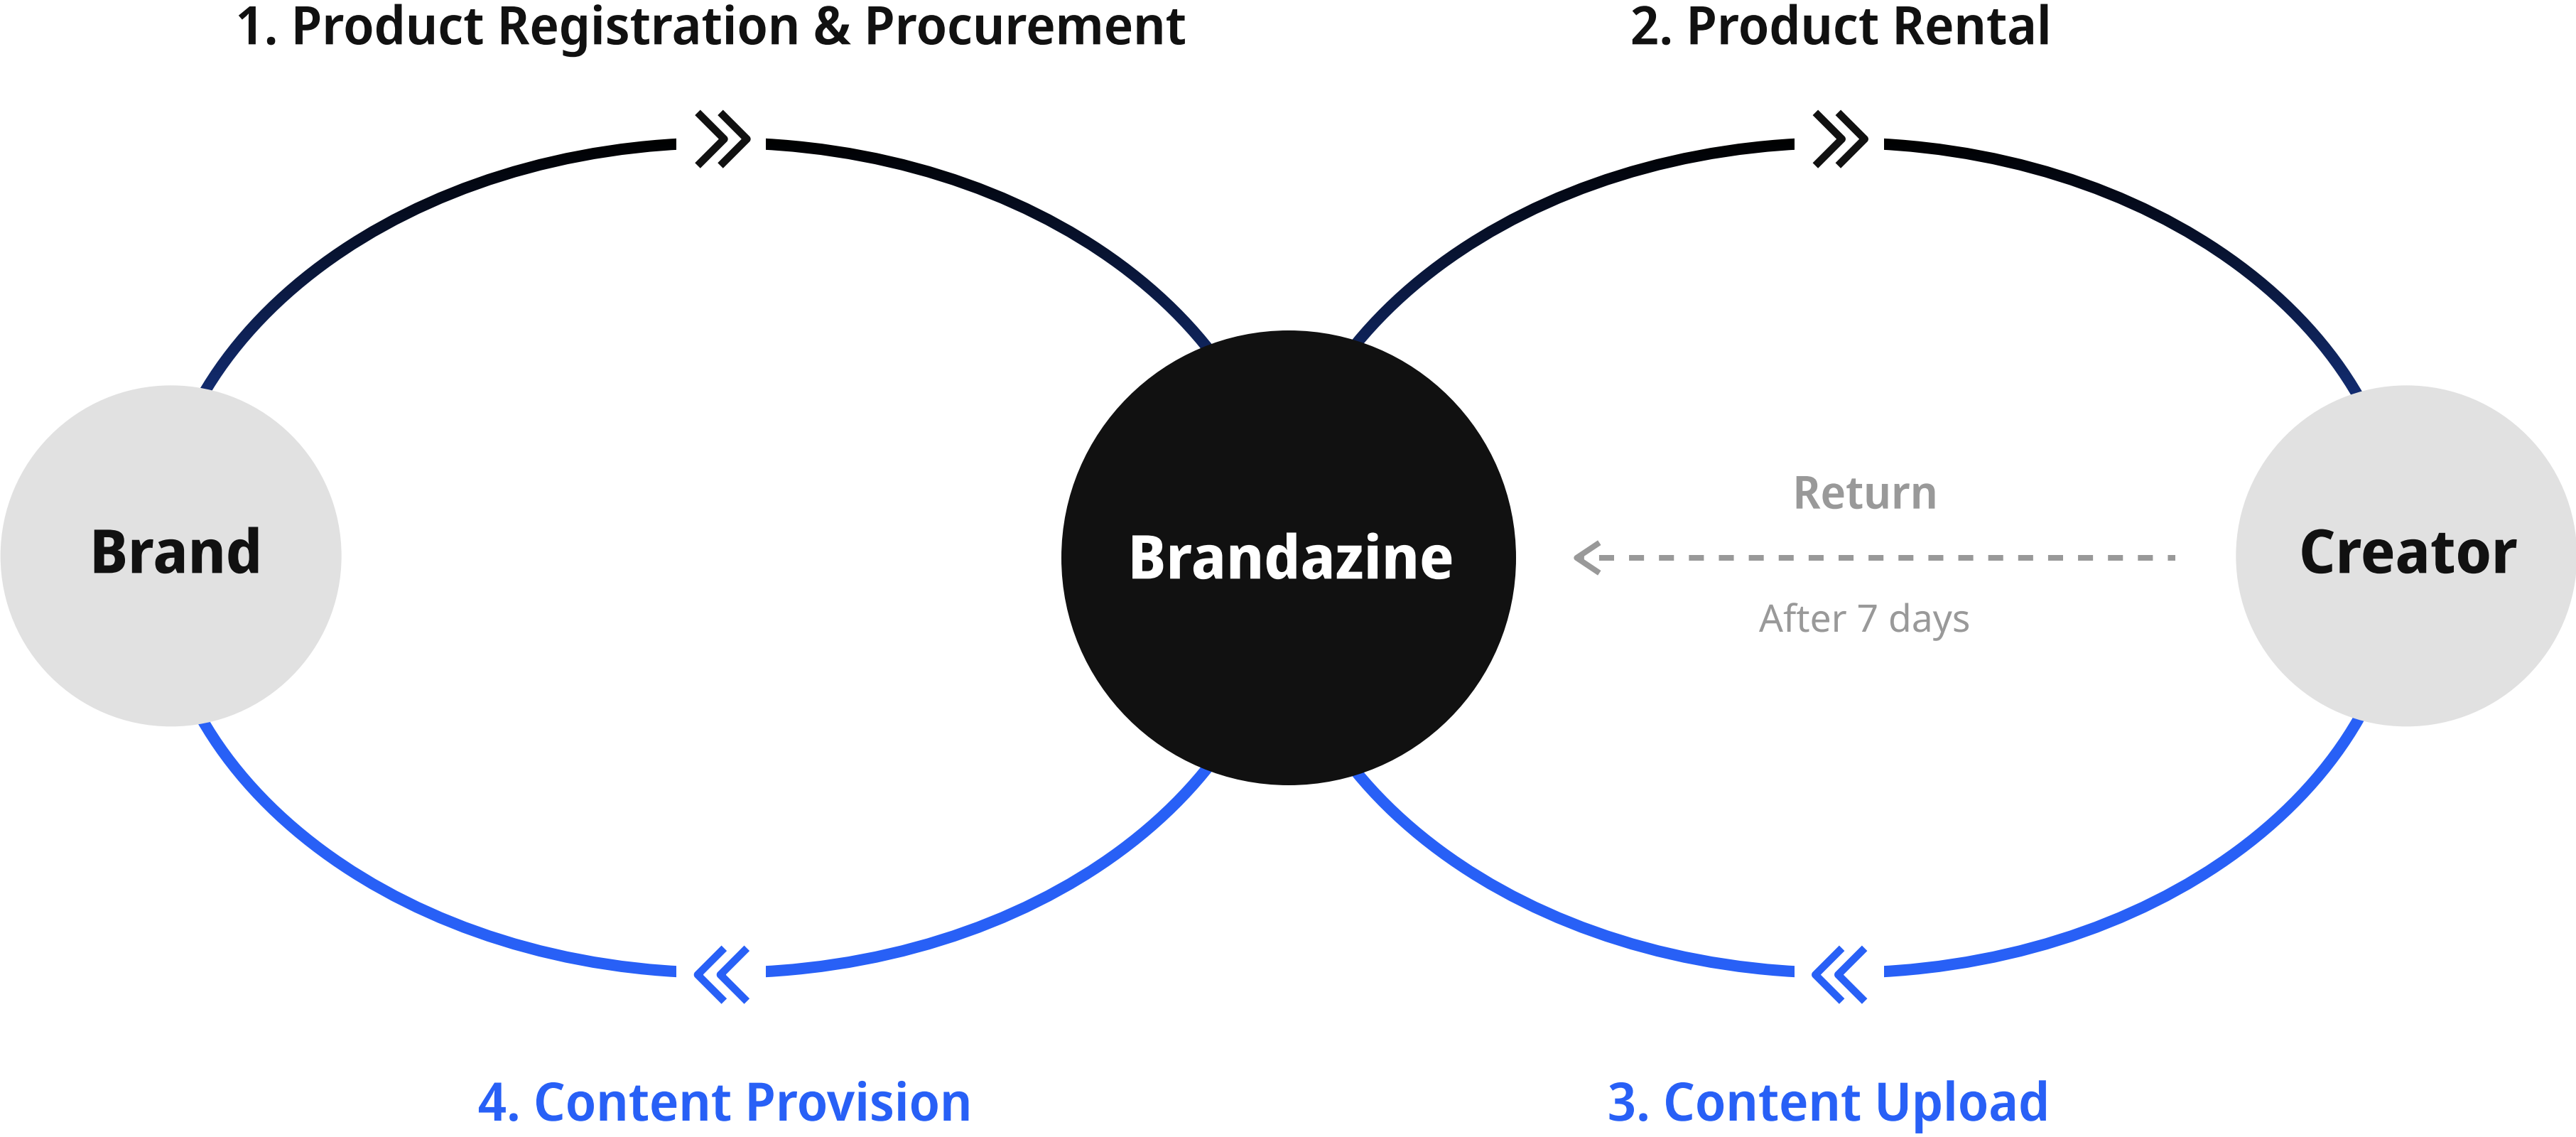 1. Product Registration & Procurement
2. Product Rental
Brand
Brandazine
Return
After 7 days
Creator
4. Content Provision
3. Content Upload